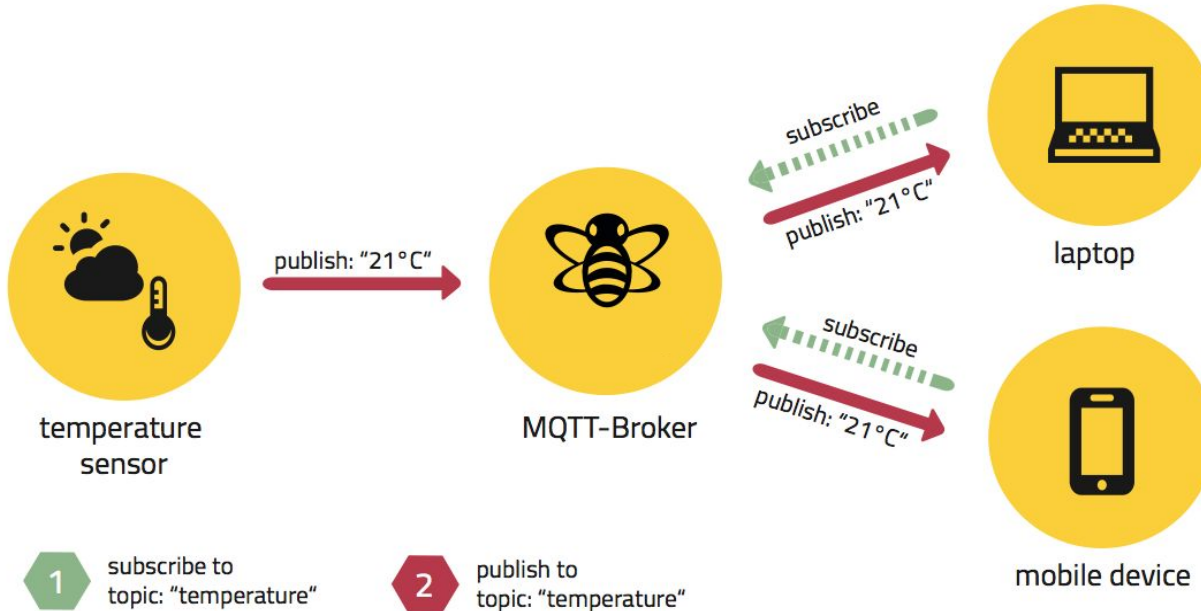 subscribe
publish: “21°C“
laptop
publish: “21°C“
temperature
sensor
MQTT-Broker
subscribe
publish: “21°C“
mobile device
1
subscribe to
topic: “temperature“
2
publish to
topic: “temperature“